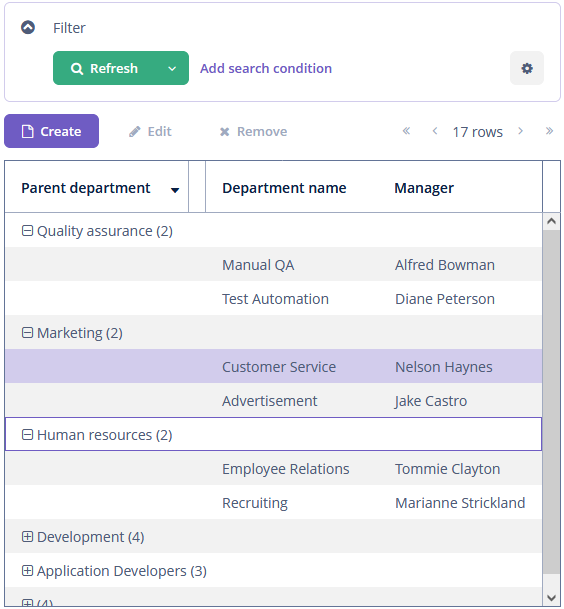 Filter
Refresh Add search condition
Create Edit Remove 17 rows
Parent department Department name Manager
Quality assurance (2)
Manual QA Alfred Bowman
Test Automation Diane Peterson
Marketing (2)
Customer Service Nelson Haynes
Advertisement Jake Castro
Human resources (2)
Employee Relations Tommie Clayton
Recruiting Marianne Strickland
Development (4)
Application Developers (3)
(4)